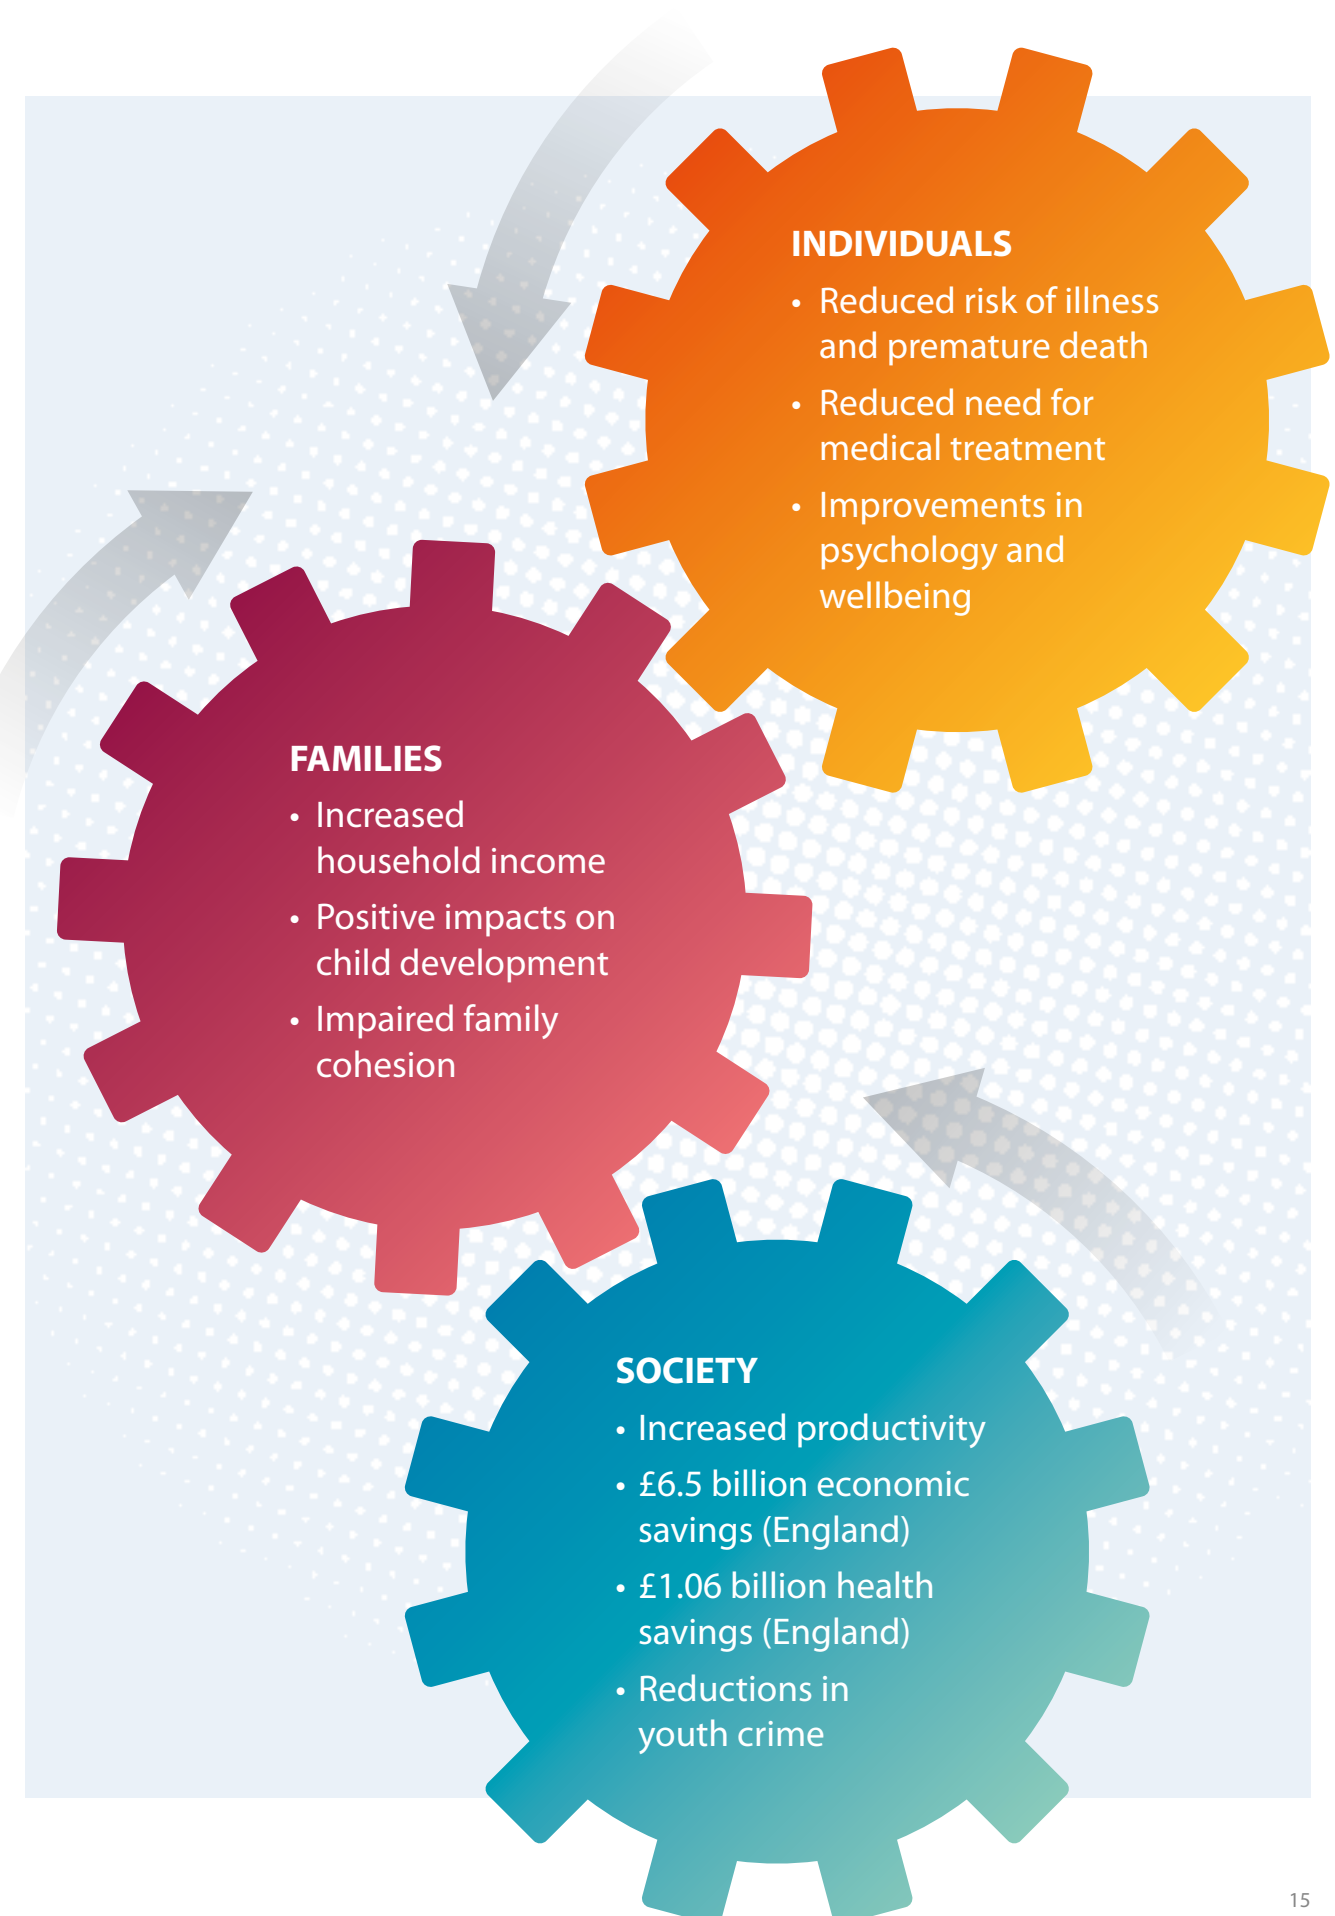 INDIVIDUALS
• Reduced risk of illness
and premature death
• Reduced need for
medical treatment
• Improvements in
psychology and
wellbeing
FAMILIES
• Increased
household income
• Positive impacts on
child development
• Impaired family
cohesion
SOCIETY
• Increased productivity
• £6.5 billion economic
savings (England)
• £1.06 billion health
savings (England)
• Reductions in
youth crime
15